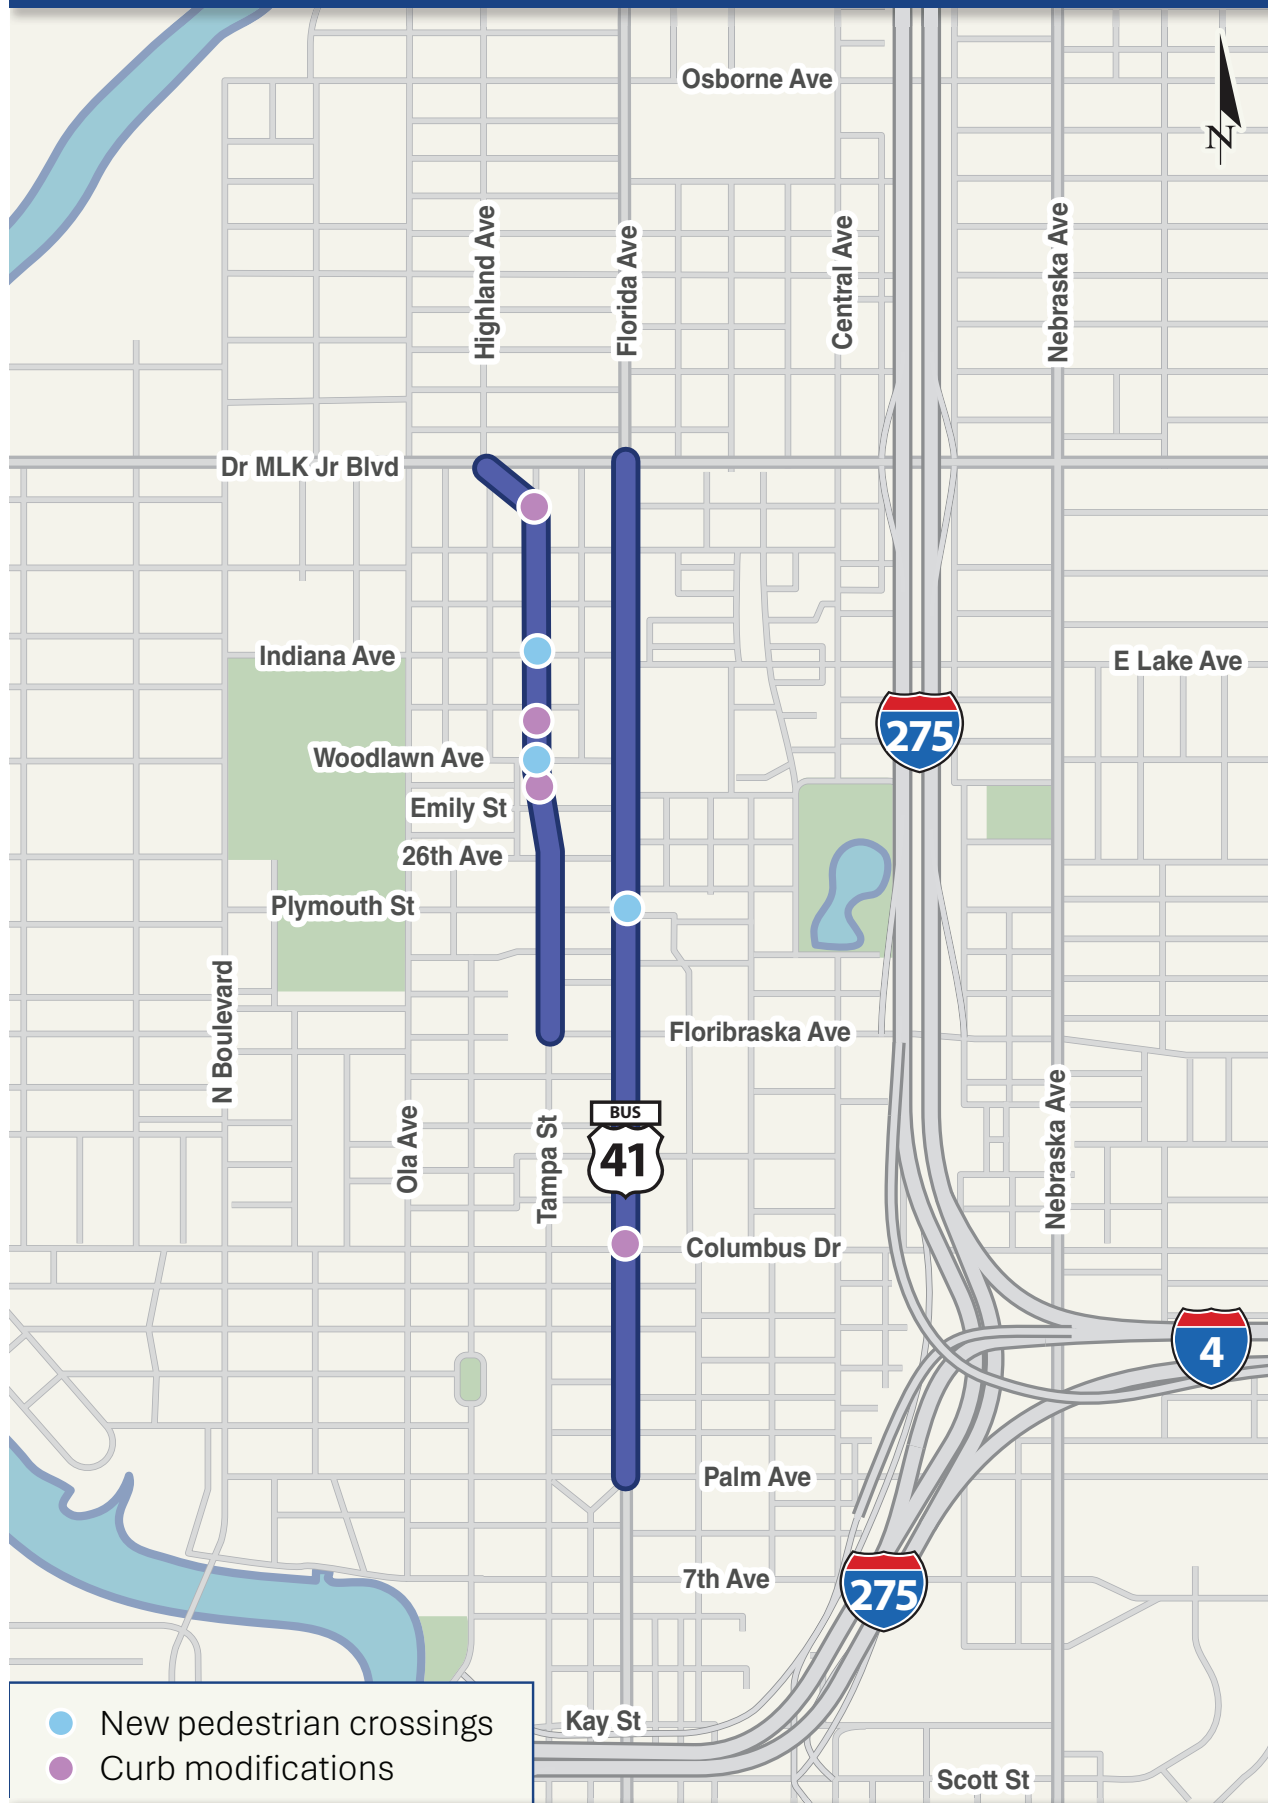 Osborne Ave
N
Highland Ave
Florida Ave
Central Ave
Nebraska Ave
Dr MLK Jr Blvd
Indiana Ave
E Lake Ave
275
Woodlawn Ave
Emily St
26th Ave
Plymouth St
N Boulevard
Floribraska Ave
Ola Ave
Tampa St
BUS
41
Nebraska Ave
Columbus Dr
4
Palm Ave
7th Ave
275
Kay St
Scott St
New pedestrian crossings
Curb modifications